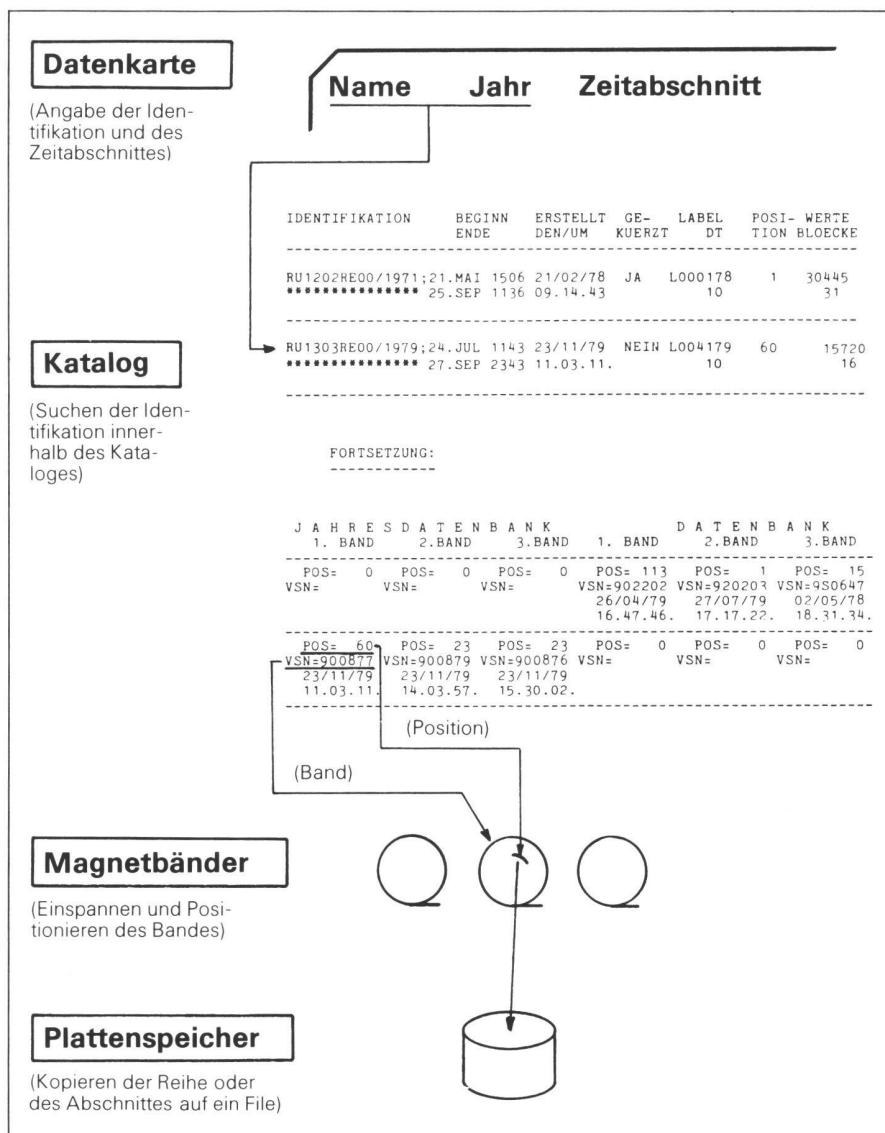 Datenkarte
(Angabe der Iden-
tifikation und des
Zeitabschnittes)
Name Jahr Zeitabschnitt
IDENTIFIKATION BEGINN ERSTELLT GE- LABEL POSI- WERTE
ENDE DEN/UM KUERZT DT TION BLOECKE
RU1202RE00/1971;21.MAI 1506 21/02/78 JA L000178 1 30445
*************** 25.SEP 1136 09.14.43 10 31
RU1303RE00/1979;24.JUL 1143 23/11/79 NEIN L004179 60 15720
*************** 27.SEP 2343 11.03.11. 10 16
Katalog
(Suchen der Iden-
tifikation inner-
halb des Kata-
loges)
FORTSETZUNG:
J A H R E S D A T E N B A N K D A T E N B A N K
1. BAND 2.BAND 3.BAND 1. BAND 2.BAND 3.BAND
POS= 0 POS= 0 POS= 0 POS= 113 POS= 1 POS= 15
VSN= VSN= VSN= VSN=902202 VSN=920203 VSN=9S0647
26/04/79 27/07/79 02/05/78
16.47.46. 17.17.22. 18.31.34.
POS= 60 POS= 23 POS= 23 POS= 0 POS= 0 POS= 0
VSN=900877 VSN=900879 VSN=900876 VSN= VSN= VSN=
23/11/79 23/11/79 23/11/79
11.03.11. 14.03.57. 15.30.02.
(Position)
(Band)
Magnetbänder
(Einspannen und Posi-
tionieren des Bandes)
Plattenspeicher
(Kopieren der Reihe oder
des Abschnittes auf ein File)